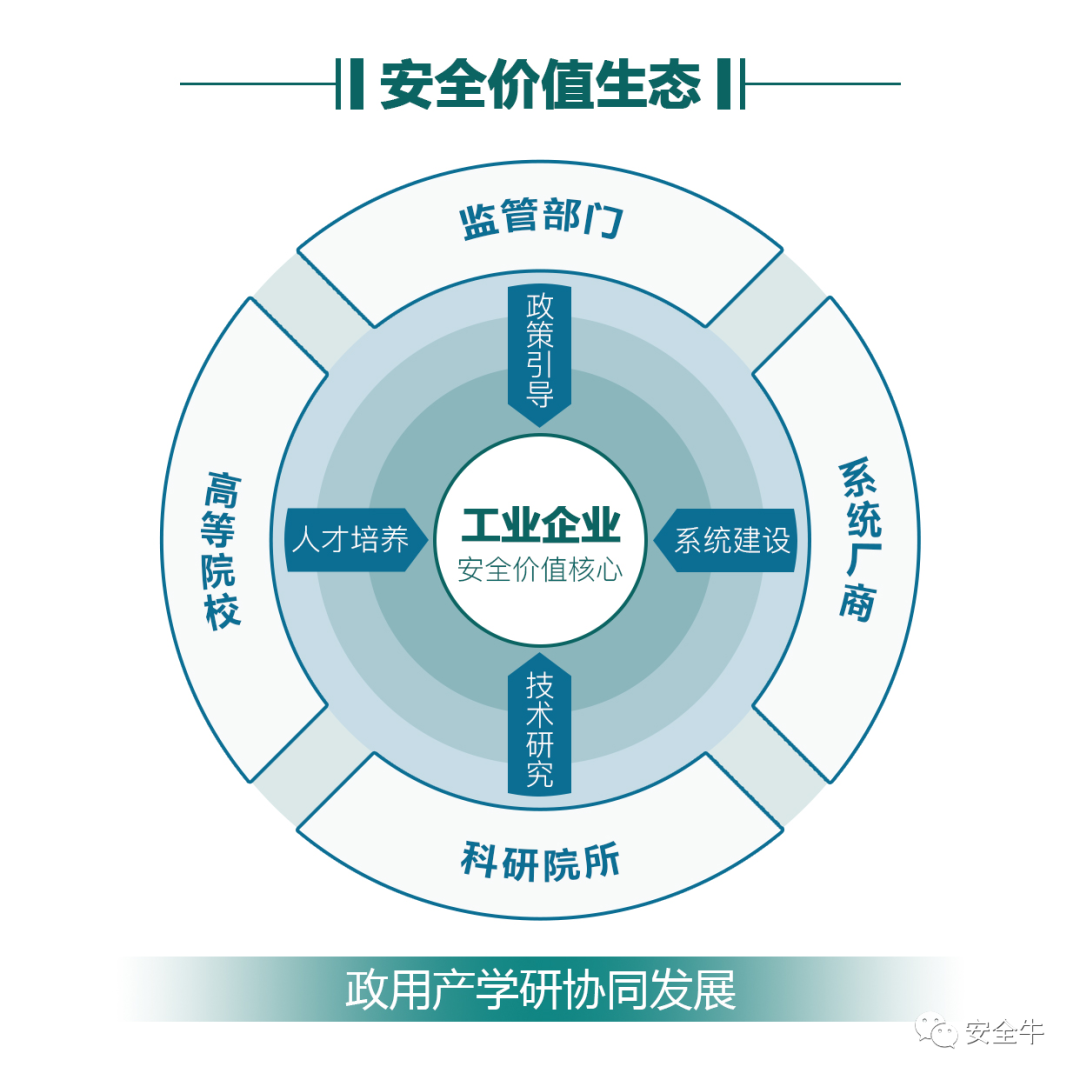 安全价值生态
监管部门
政策引导
高等院校
人才培养
工业企业
安全价值核心
系统建设
系统厂商
技术研究
科研院所
政用产学研协同发展
安全牛